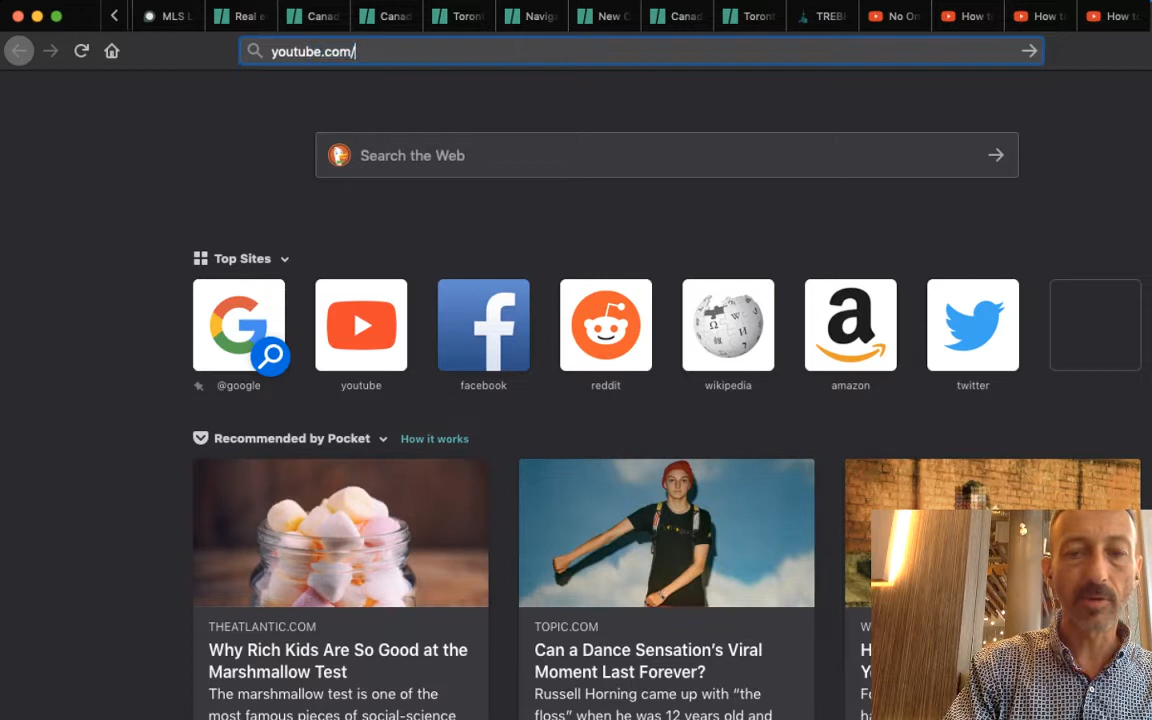 MLS L
Real e
Canad
Canad
Toront
Naviga
New C
Canad
Toront
TREB
No On
How t
How t
How to
youtube.com/
Search the Web
Top Sites
@google
youtube
facebook
reddit
wikipedia
amazon
twitter
Recommended by Pocket
How it works
THEATLANTIC.COM
Why Rich Kids Are So Good at the
Marshmallow Test
The marshmallow test is one of the
most famous pieces of social-science
TOPIC.COM
Can a Dance Sensation's Viral
Moment Last Forever?
Russell Horning came up with "the
floss" when he was 12 years old and